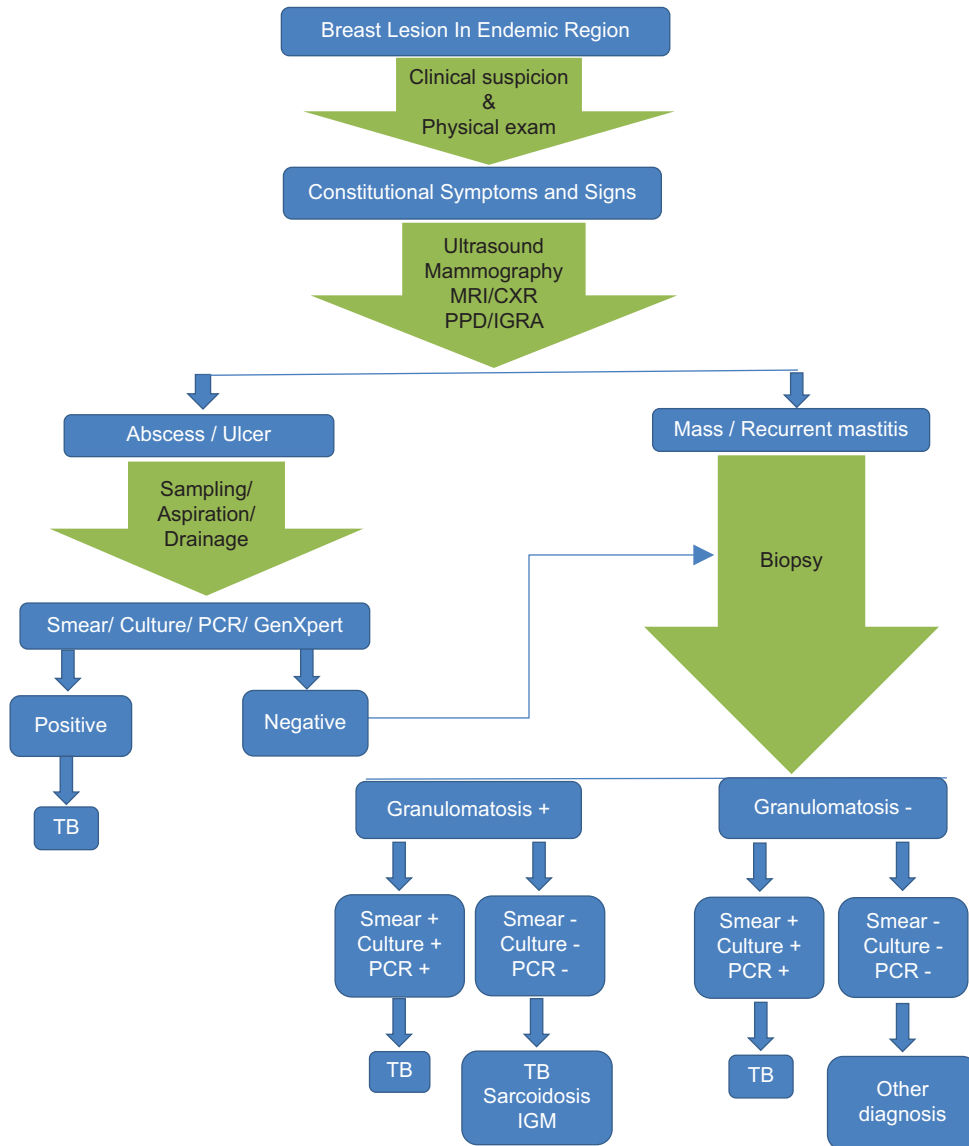 Breast Lesion In Endemic Region
Clinical suspicion
&
Physical exam
Constitutional Symptoms and Signs
Ultrasound
Mammography
MRI/CXR
PPD/IGRA
Abscess / Ulcer
Mass / Recurrent mastitis
Sampling/
Aspiration/
Drainage
Biopsy
Smear/ Culture/ PCR/ GenXpert
Positive
Negative
TB
Granulomatosis +
Granulomatosis -
Smear +
Culture +
PCR +
Smear -
Culture -
PCR -
Smear +
Culture +
PCR +
Smear -
Culture -
PCR -
TB
TB
Sarcoidosis
IGM
TB
Other
diagnosis